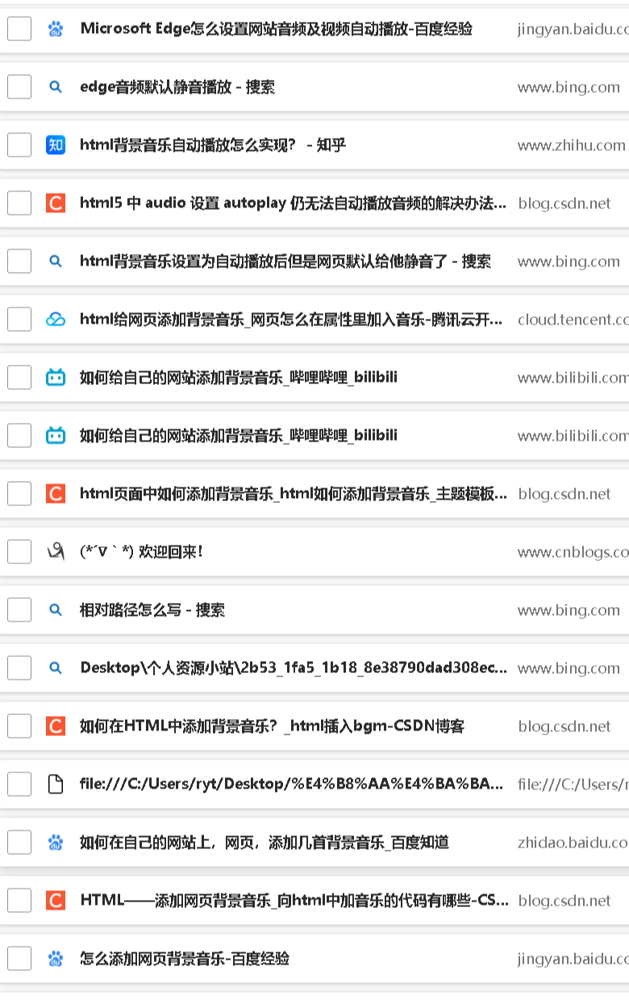 Microsoft Edge怎么设置网站音频及视频自动播放-百度经验 jingyan.baidu.co
edge音频默认静音播放 - 搜索 www.bing.com
知 html背景音乐自动播放怎么实现？ - 知乎 www.zhihu.com
C html5 中 audio 设置 autoplay 仍无法自动播放音频的解决办法... blog.csdn.net
html背景音乐设置为自动播放后但是网页默认给他静音了 - 搜索 www.bing.com
html给网页添加背景音乐_网页怎么在属性里加入音乐-腾讯云开... cloud.tencent.co
如何给自己的网站添加背景音乐_哔哩哔哩_bilibili www.bilibili.com
如何给自己的网站添加背景音乐_哔哩哔哩_bilibili www.bilibili.com
C html页面中如何添加背景音乐_html如何添加背景音乐_主题模板... blog.csdn.net
(*´∇｀*) 欢迎回来！ www.cnblogs.co
相对路径怎么写 - 搜索 www.bing.com
Desktop\个人资源小站\2b53_1fa5_1b18_8e38790dad308ec... www.bing.com
C 如何在HTML中添加背景音乐？_html插入bgm-CSDN博客 blog.csdn.net
file:///C:/Users/ryt/Desktop/%E4%B8%AA%E4%BA%BA... file:///C:/Users/r
如何在自己的网站上，网页，添加几首背景音乐_百度知道 zhidao.baidu.co
C HTML——添加网页背景音乐_向html中加音乐的代码有哪些-CS... blog.csdn.net
怎么添加网页背景音乐-百度经验 jingyan.baidu.co